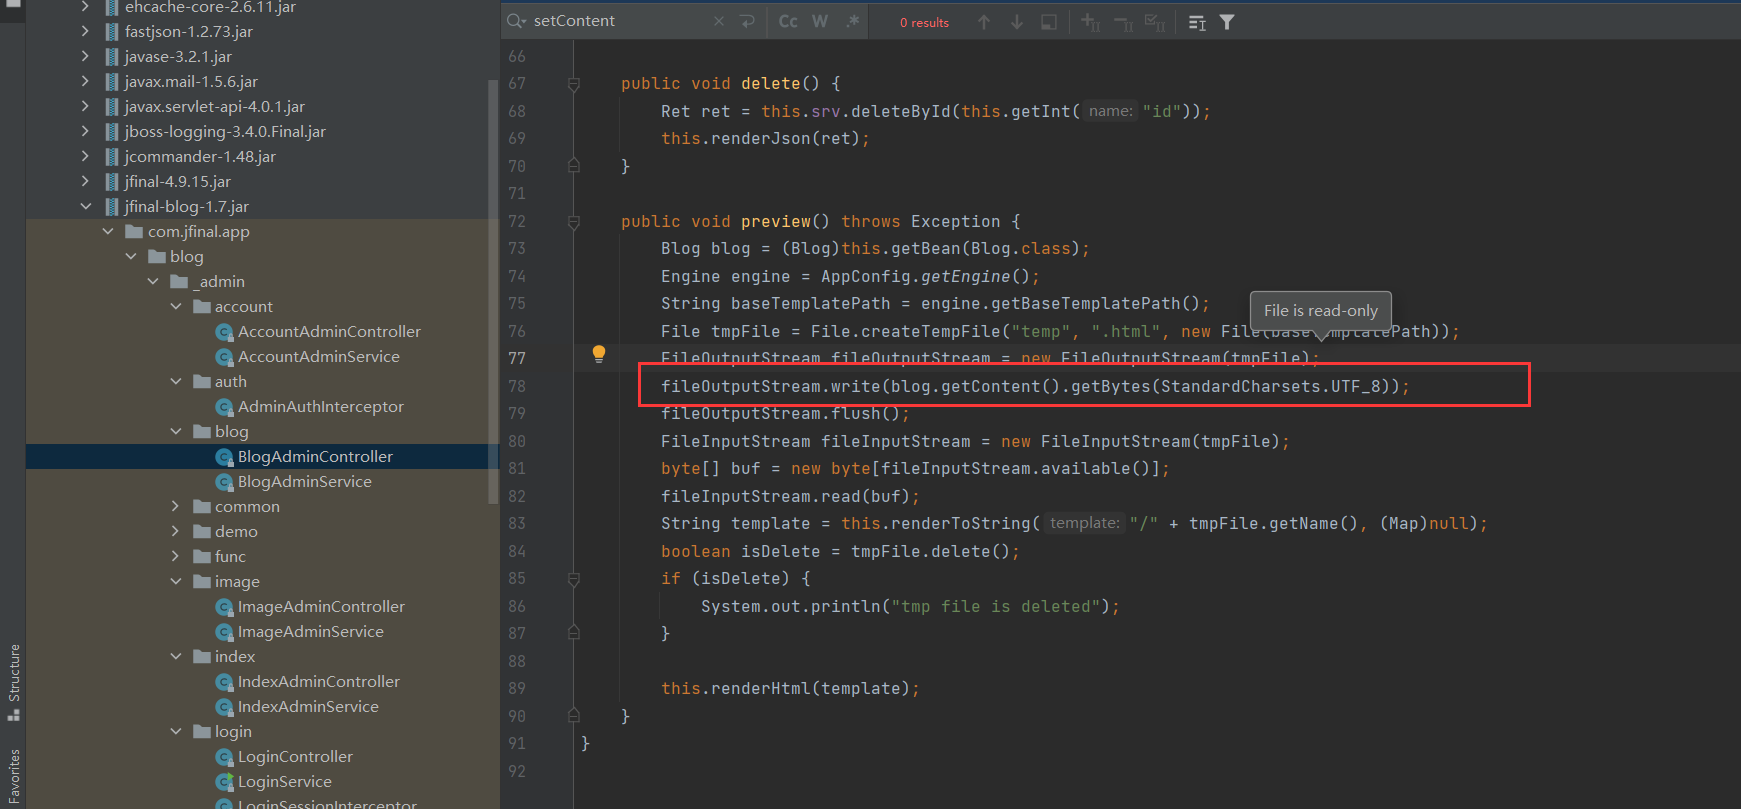 ehcache-core-2.6.11.jar
fastjson-1.2.73.jar
javase-3.2.1.jar
javax.mail-1.5.6.jar
javax.servlet-api-4.0.1.jar
jboss-logging-3.4.0.Final.jar
jcommander-1.48.jar
jfinal-4.9.15.jar
jfinal-blog-1.7.jar
com.jfinal.app
blog
_admin
account
AccountAdminController
AccountAdminService
auth
AdminAuthInterceptor
blog
BlogAdminController
BlogAdminService
common
demo
func
image
ImageAdminController
ImageAdminService
index
IndexAdminController
IndexAdminService
login
LoginController
LoginService
LoginSessionInterceptor
Structure
Favorites
setContent
Cc W .* 0 results
66
67 public void delete() {
68 Ret ret = this.srv.deleteById(this.getInt( name: "id"));
69 this.renderJson(ret);
70 }
71
72 public void preview() throws Exception {
73 Blog blog = (Blog)this.getBean(Blog.class);
74 Engine engine = AppConfig.getEngine();
75 String baseTemplatePath = engine.getBaseTemplatePath();
File is read-only
76 File tmpFile = File.createTempFile("temp", ".html", new File(baseTemplatePath));
77 FileOutputStream fileOutputStream = new FileOutputStream(tmpFile);
78 fileOutputStream.write(blog.getContent().getBytes(StandardCharsets.UTF_8));
79 fileOutputStream.flush();
80 FileInputStream fileInputStream = new FileInputStream(tmpFile);
81 byte[] buf = new byte[fileInputStream.available()];
82 fileInputStream.read(buf);
83 String template = this.renderToString( template: "/" + tmpFile.getName(), (Map)null);
84 boolean isDelete = tmpFile.delete();
85 if (isDelete) {
86 System.out.println("tmp file is deleted");
87 }
88
89 this.renderHtml(template);
90 }
91 }
92